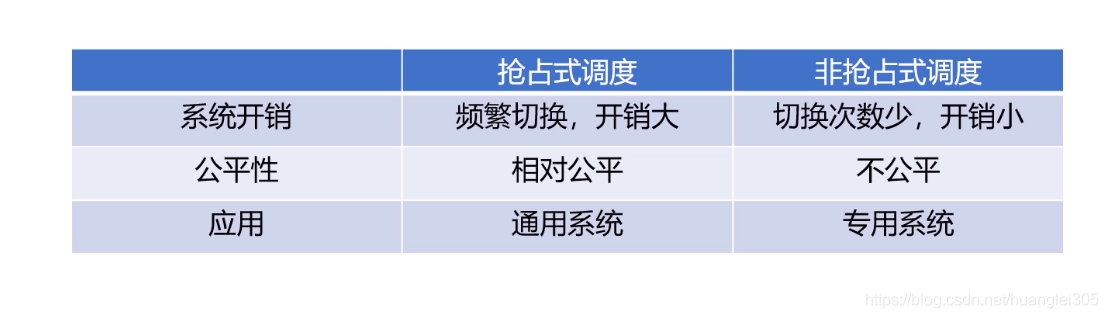 抢占式调度 非抢占式调度
系统开销 频繁切换，开销大 切换次数少，开销小
公平性 相对公平 不公平
应用 通用系统 专用系统
https://blog.csdn.net/huanglei305